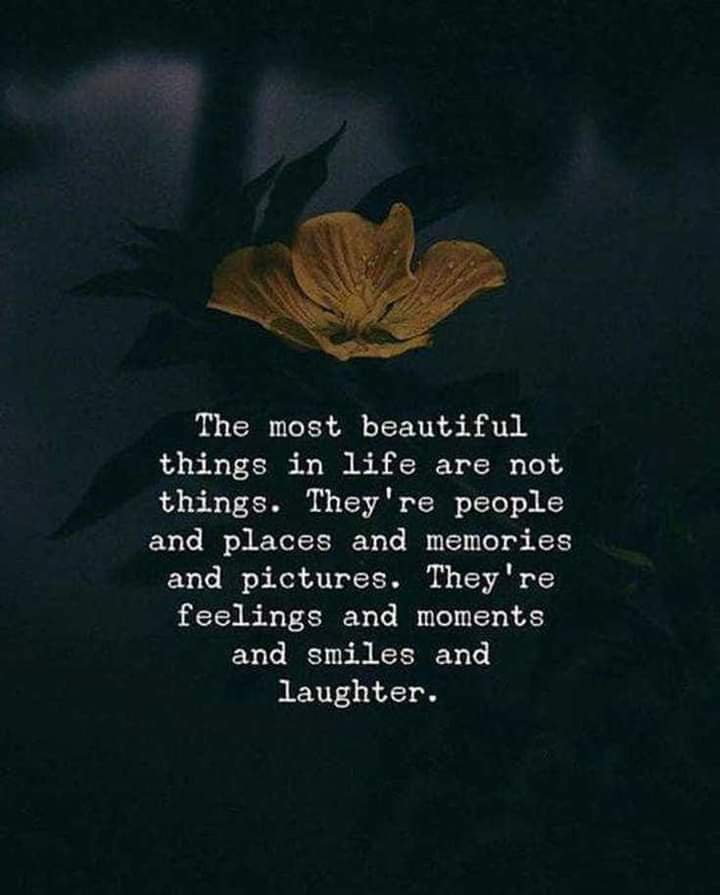 The most beautiful
things in life are not
things. They're people
and places and memories
and pictures. They're
feelings and moments
and smiles and
laughter.